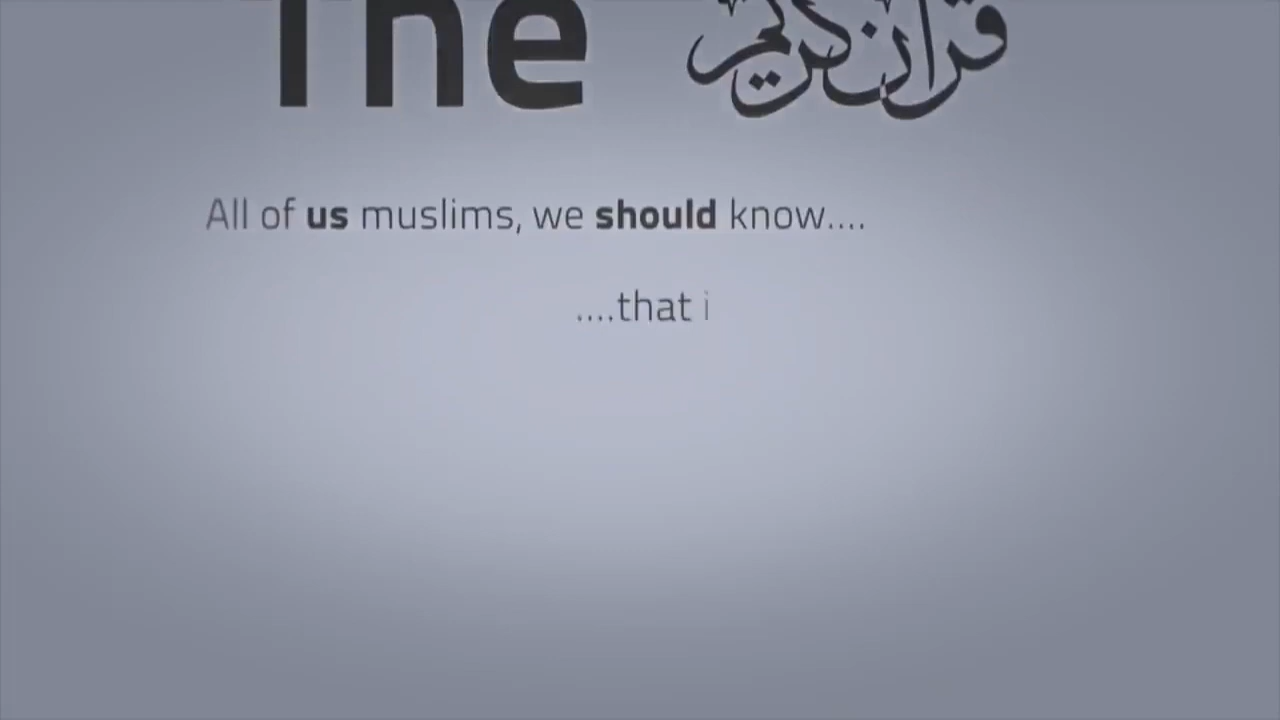 The قرآن كريم
All of us muslims, we should know....
....that i